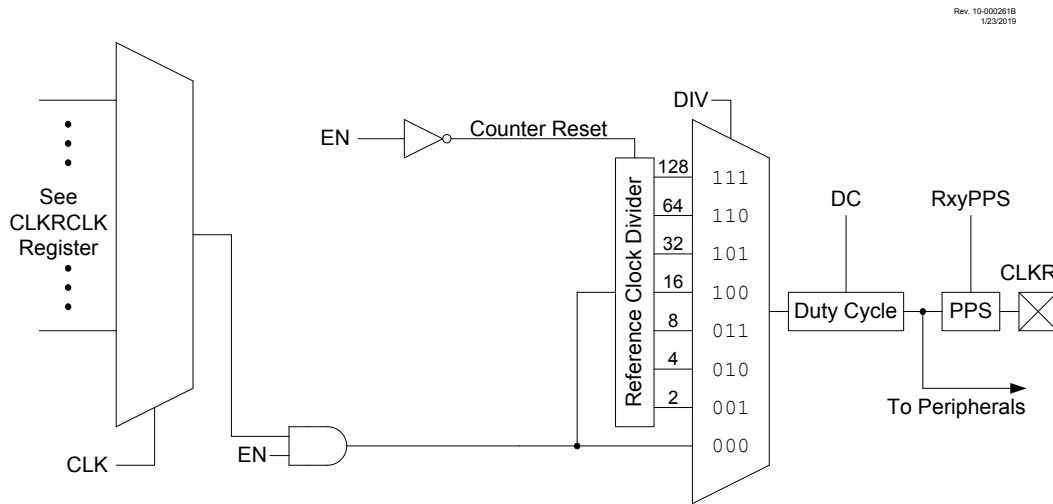 Rev. 10-000261B
1/23/2019
DIV
EN
Counter Reset
See
CLKRCLK
Register
Reference Clock Divider
128
111
64
110
32
101
16
100
8
011
4
010
2
001
000
DC
RxyPPS
CLKR
Duty Cycle
PPS
To Peripherals
EN
CLK